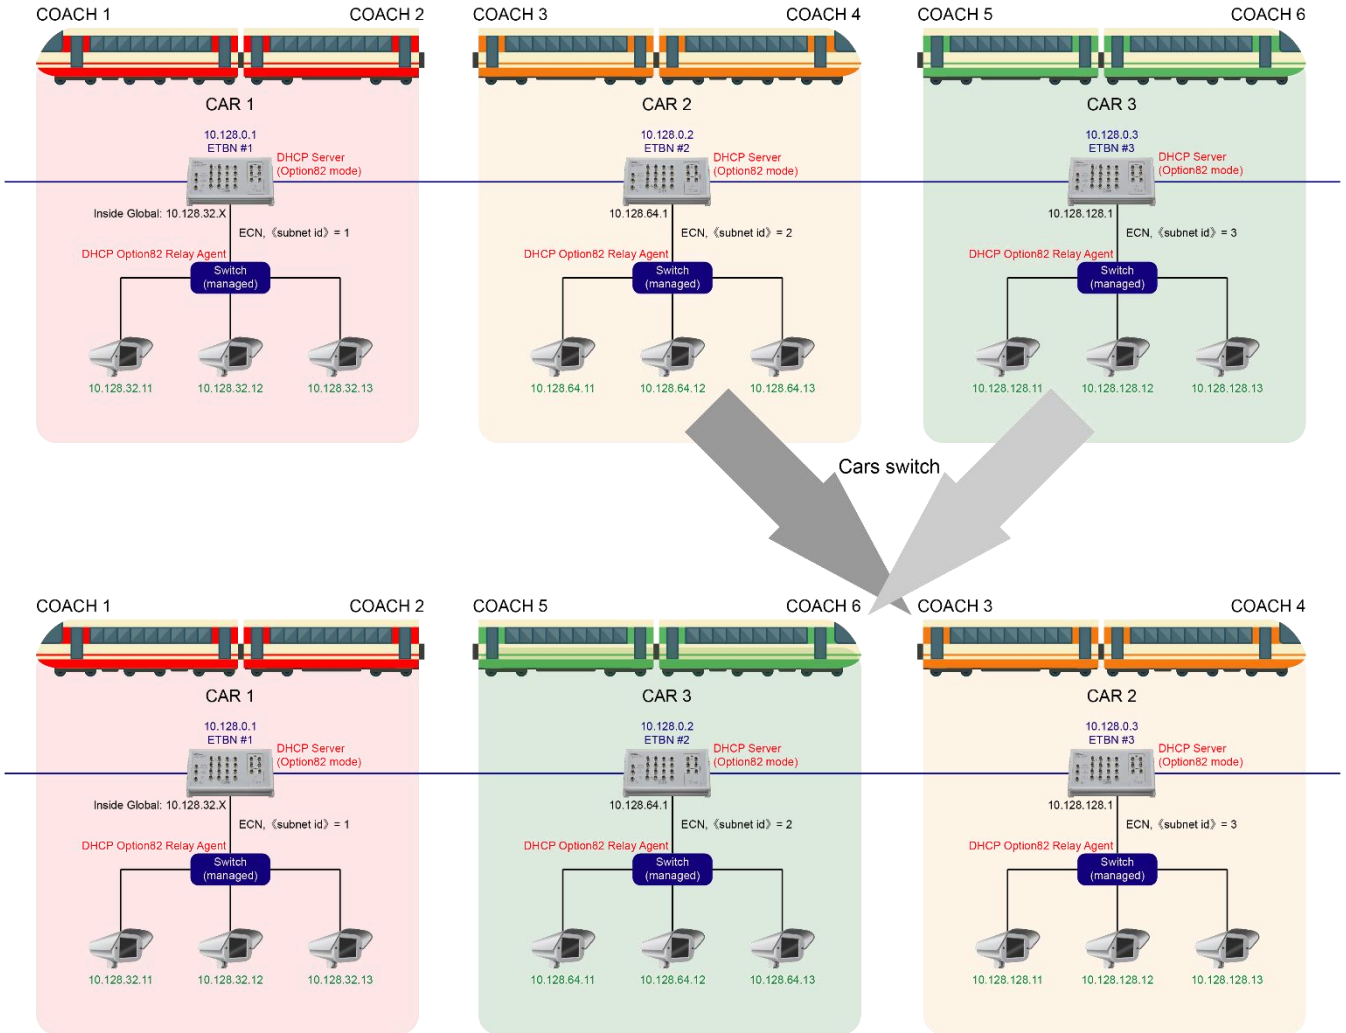 COACH 1
COACH 2
COACH 3
COACH 4
COACH 5
COACH 6
CAR 1
10.128.0.1
ETBN #1
DHCP Server
(Option82 mode)
Inside Global: 10.128.32.X
ECN,《subnet id》= 1
DHCP Option82 Relay Agent
Switch
(managed)
10.128.32.11
10.128.32.12
10.128.32.13
CAR 2
10.128.0.2
ETBN #2
DHCP Server
(Option82 mode)
10.128.64.1
ECN,《subnet id》= 2
DHCP Option82 Relay Agent
Switch
(managed)
10.128.64.11
10.128.64.12
10.128.64.13
CAR 3
10.128.0.3
ETBN #3
DHCP Server
(Option82 mode)
10.128.128.1
ECN,《subnet id》= 3
DHCP Option82 Relay Agent
Switch
(managed)
10.128.128.11
10.128.128.12
10.128.128.13
Cars switch
COACH 1
COACH 2
COACH 5
COACH 6
COACH 3
COACH 4
CAR 1
10.128.0.1
ETBN #1
DHCP Server
(Option82 mode)
Inside Global: 10.128.32.X
ECN,《subnet id》= 1
DHCP Option82 Relay Agent
Switch
(managed)
10.128.32.11
10.128.32.12
10.128.32.13
CAR 3
10.128.0.2
ETBN #2
DHCP Server
(Option82 mode)
10.128.64.1
ECN,《subnet id》= 2
DHCP Option82 Relay Agent
Switch
(managed)
10.128.64.11
10.128.64.12
10.128.64.13
CAR 2
10.128.0.3
ETBN #3
DHCP Server
(Option82 mode)
10.128.128.1
ECN,《subnet id》= 3
DHCP Option82 Relay Agent
Switch
(managed)
10.128.128.11
10.128.128.12
10.128.128.13